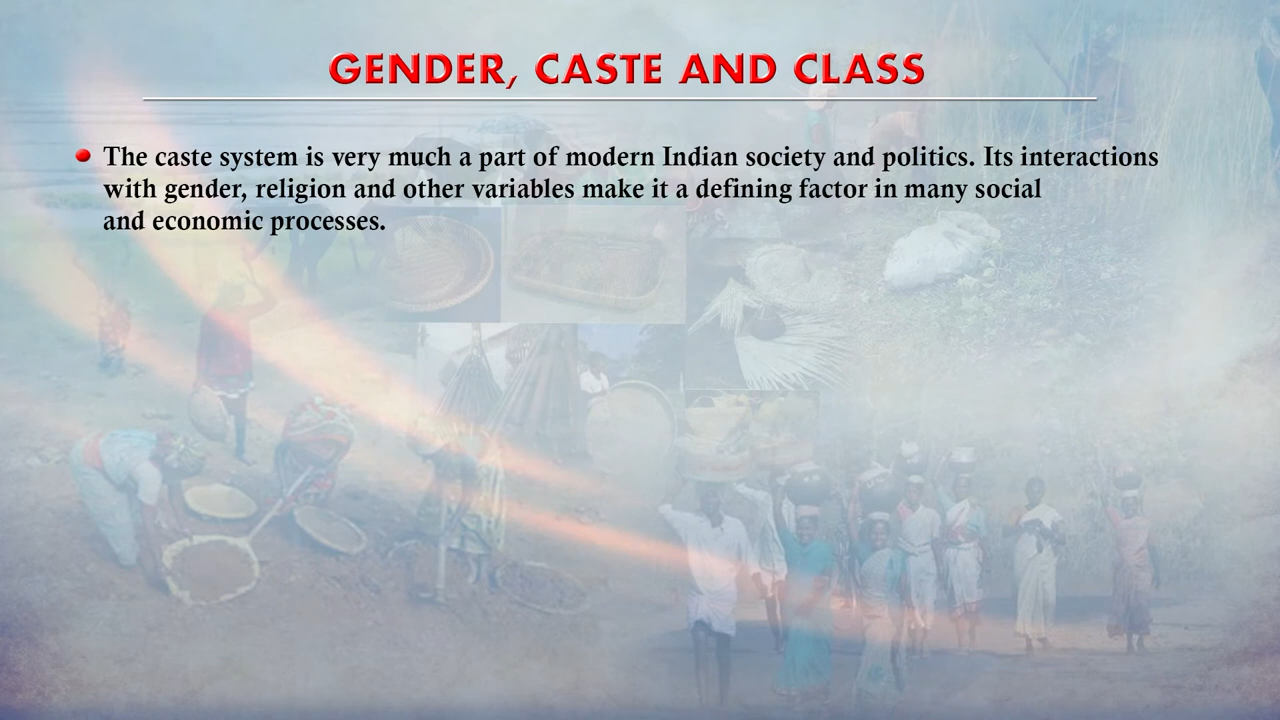 GENDER, CASTE AND CLASS
The caste system is very much a part of modern Indian society and politics. Its interactions
with gender, religion and other variables make it a defining factor in many social
and economic processes.